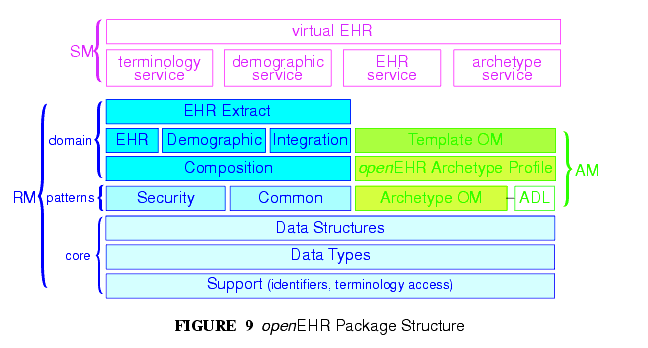 virtual EHR
SM
terminology service
demographic service
EHR service
archetype service
EHR Extract
domain
EHR
Demographic
Integration
Template OM
Composition
openEHR Archetype Profile
AM
RM
patterns
Security
Common
Archetype OM
ADL
Data Structures
core
Data Types
Support (identifiers, terminology access)
FIGURE 9 openEHR Package Structure